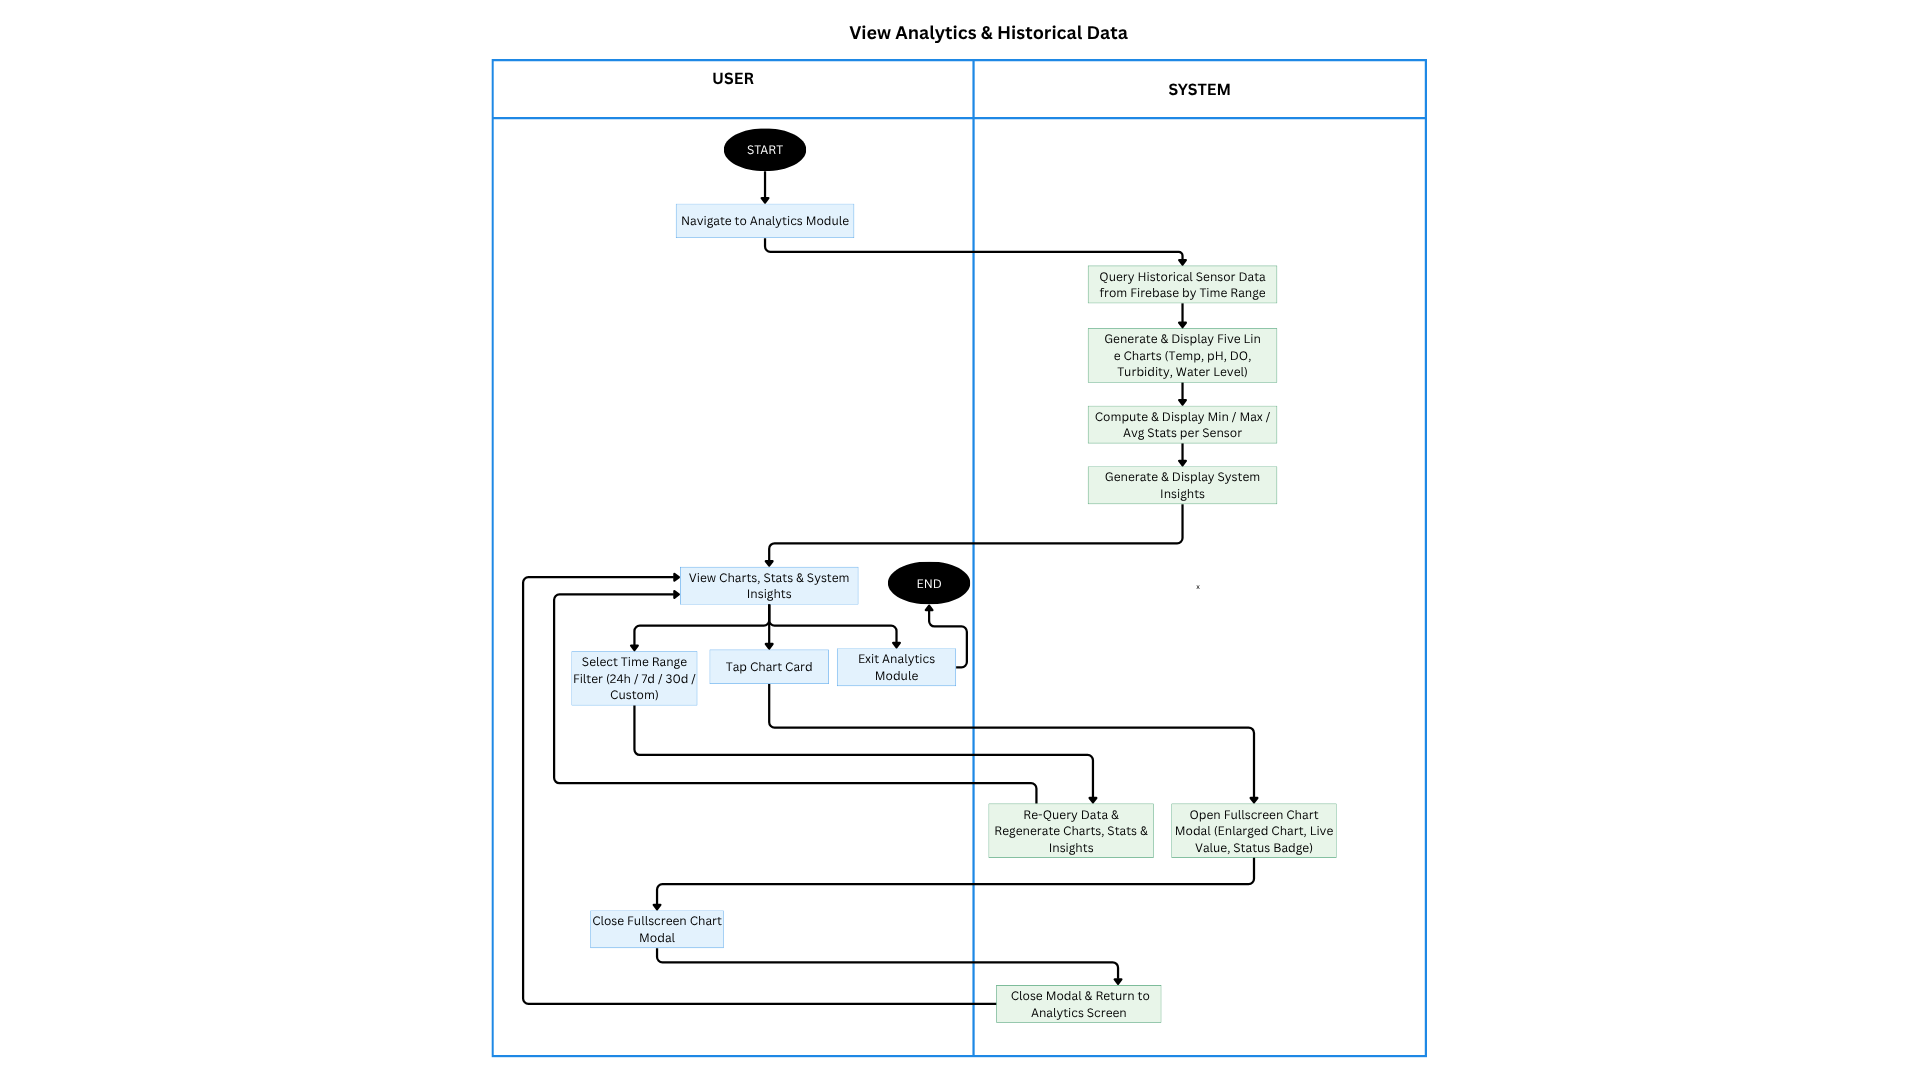 View Analytics & Historical Data
USER
SYSTEM
START
Navigate to Analytics Module
Query Historical Sensor Data
from Firebase by Time Range
Generate & Display Five Lin
e Charts (Temp, pH, DO,
Turbidity, Water Level)
Compute & Display Min / Max /
Avg Stats per Sensor
Generate & Display System
Insights
View Charts, Stats & System
Insights
END
x
Select Time Range
Filter (24h / 7d / 30d /
Custom)
Tap Chart Card
Exit Analytics
Module
Re-Query Data &
Regenerate Charts, Stats &
Insights
Open Fullscreen Chart
Modal (Enlarged Chart, Live
Value, Status Badge)
Close Fullscreen Chart
Modal
Close Modal & Return to
Analytics Screen